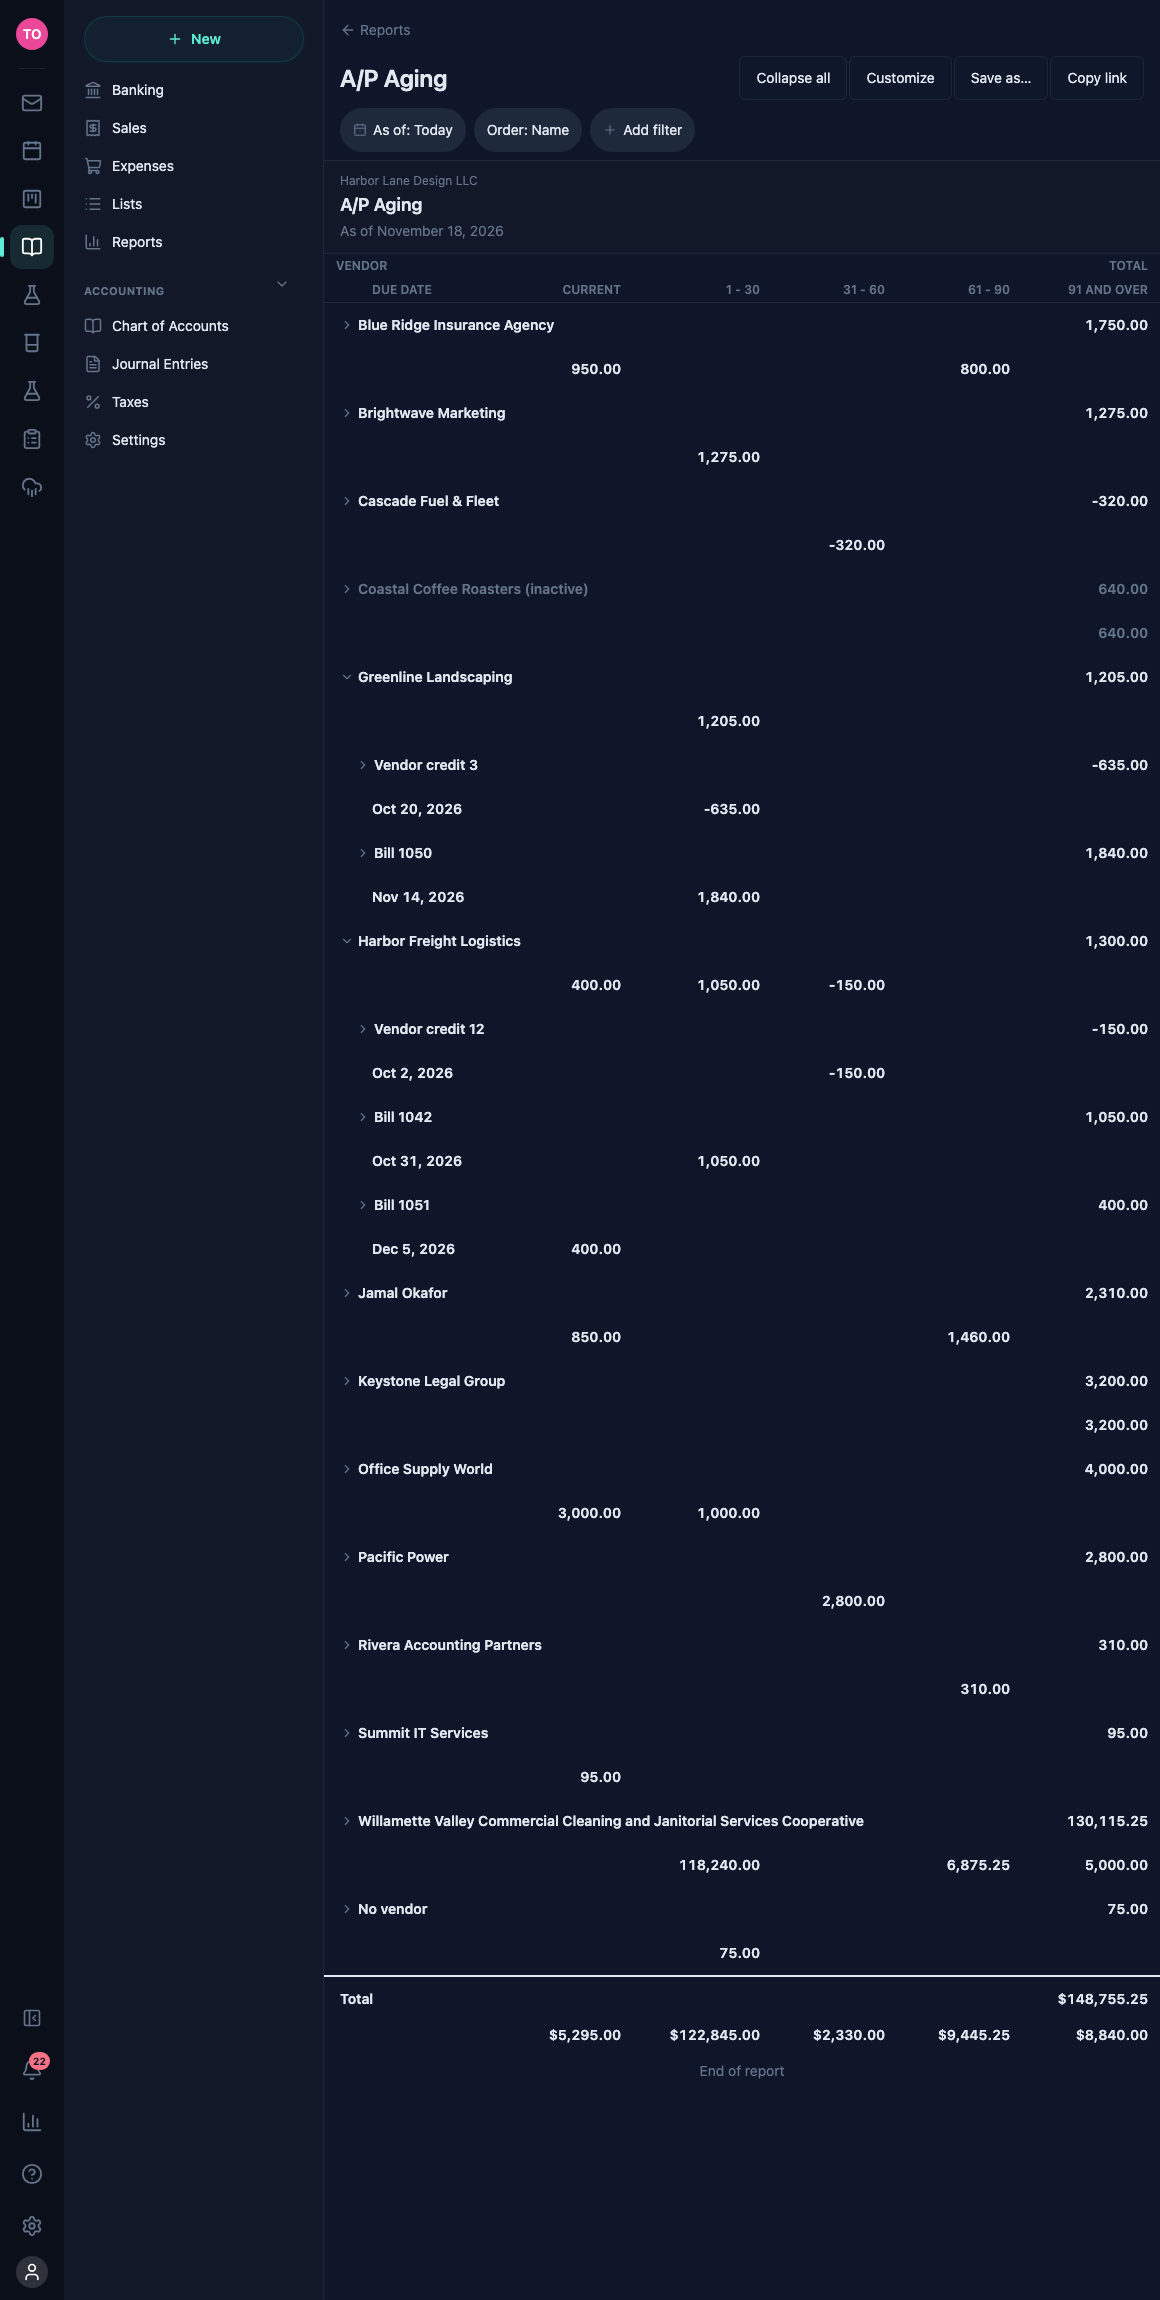 TO
New
Banking
Sales
Expenses
Lists
Reports
ACCOUNTING
Chart of Accounts
Journal Entries
Taxes
Settings
22
Reports
A/P Aging
Collapse all
Customize
Save as...
Copy link
As of: Today
Order: Name
Add filter
Harbor Lane Design LLC
A/P Aging
As of November 18, 2026
VENDOR TOTAL
DUE DATE CURRENT 1 - 30 31 - 60 61 - 90 91 AND OVER
Blue Ridge Insurance Agency 1,750.00
950.00 800.00
Brightwave Marketing 1,275.00
1,275.00
Cascade Fuel & Fleet -320.00
-320.00
Coastal Coffee Roasters (inactive) 640.00
640.00
Greenline Landscaping 1,205.00
1,205.00
Vendor credit 3 -635.00
Oct 20, 2026 -635.00
Bill 1050 1,840.00
Nov 14, 2026 1,840.00
Harbor Freight Logistics 1,300.00
400.00 1,050.00 -150.00
Vendor credit 12 -150.00
Oct 2, 2026 -150.00
Bill 1042 1,050.00
Oct 31, 2026 1,050.00
Bill 1051 400.00
Dec 5, 2026 400.00
Jamal Okafor 2,310.00
850.00 1,460.00
Keystone Legal Group 3,200.00
3,200.00
Office Supply World 4,000.00
3,000.00 1,000.00
Pacific Power 2,800.00
2,800.00
Rivera Accounting Partners 310.00
310.00
Summit IT Services 95.00
95.00
Willamette Valley Commercial Cleaning and Janitorial Services Cooperative 130,115.25
118,240.00 6,875.25 5,000.00
No vendor 75.00
75.00
Total $148,755.25
$5,295.00 $122,845.00 $2,330.00 $9,445.25 $8,840.00
End of report